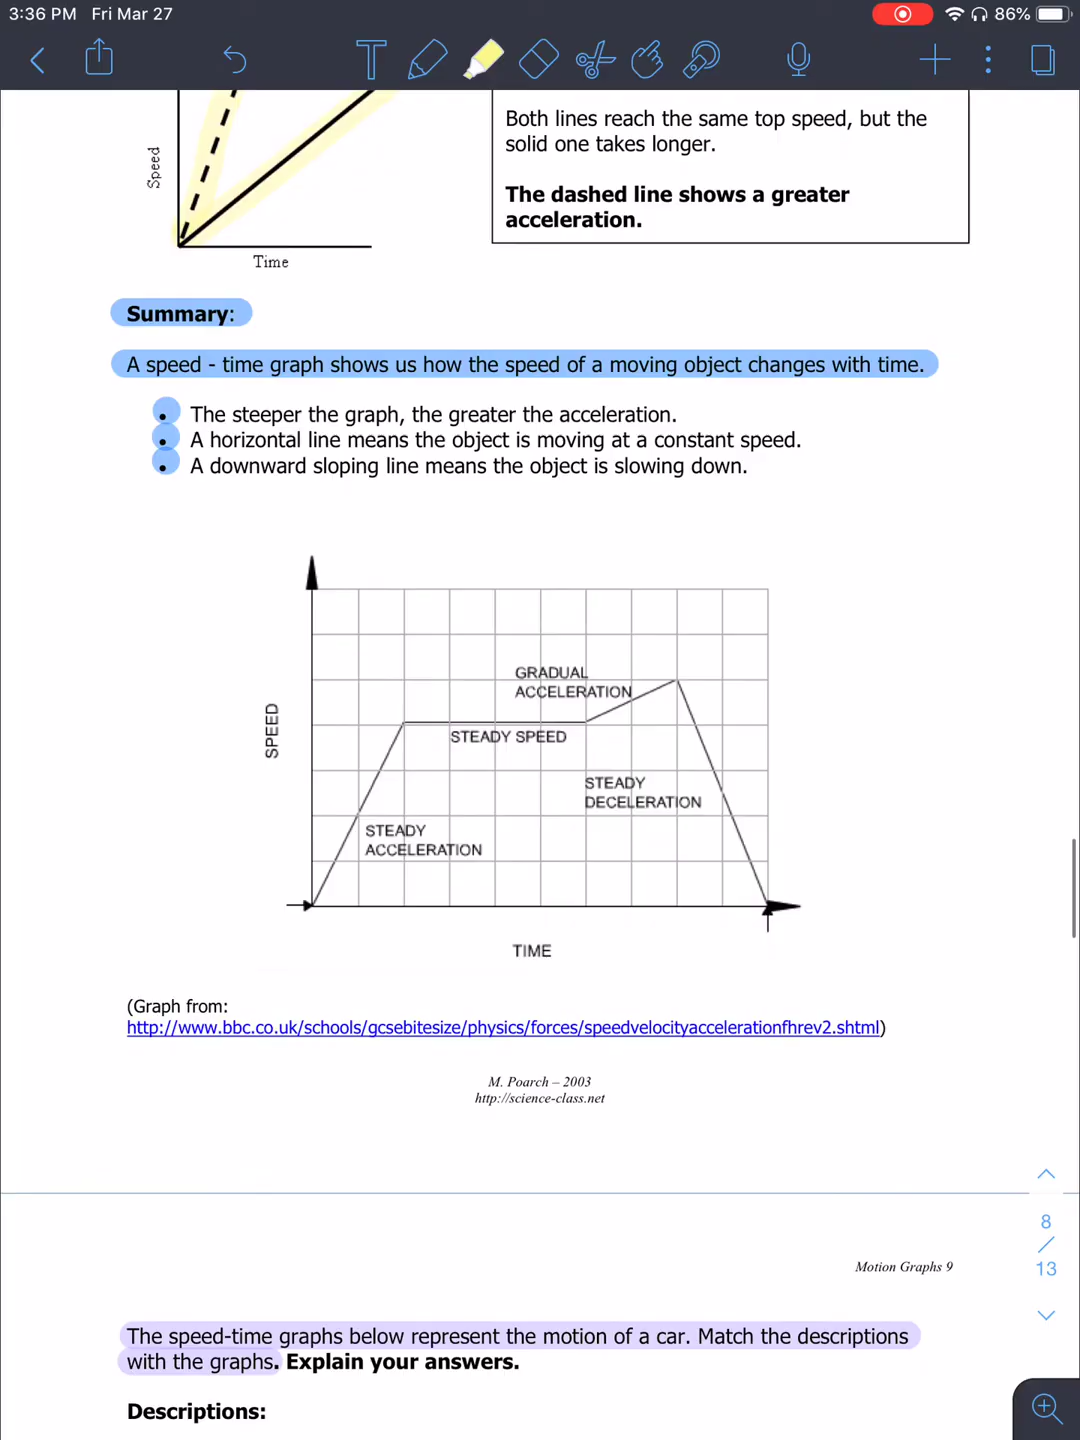 3:36 PM Fri Mar 27
86%
Both lines reach the same top speed, but the
solid one takes longer.
The dashed line shows a greater
acceleration.
Speed
Time
Summary:
A speed - time graph shows us how the speed of a moving object changes with time.
• The steeper the graph, the greater the acceleration.
• A horizontal line means the object is moving at a constant speed.
• A downward sloping line means the object is slowing down.
GRADUAL
ACCELERATION
STEADY SPEED
SPEED
STEADY
DECELERATION
STEADY
ACCELERATION
TIME
(Graph from:
http://www.bbc.co.uk/schools/gcsebitesize/physics/forces/speedvelocityaccelerationfhrev2.shtml)
M. Poarch – 2003
http://science-class.net
8
/
13
Motion Graphs 9
The speed-time graphs below represent the motion of a car. Match the descriptions
with the graphs. Explain your answers.
Descriptions: